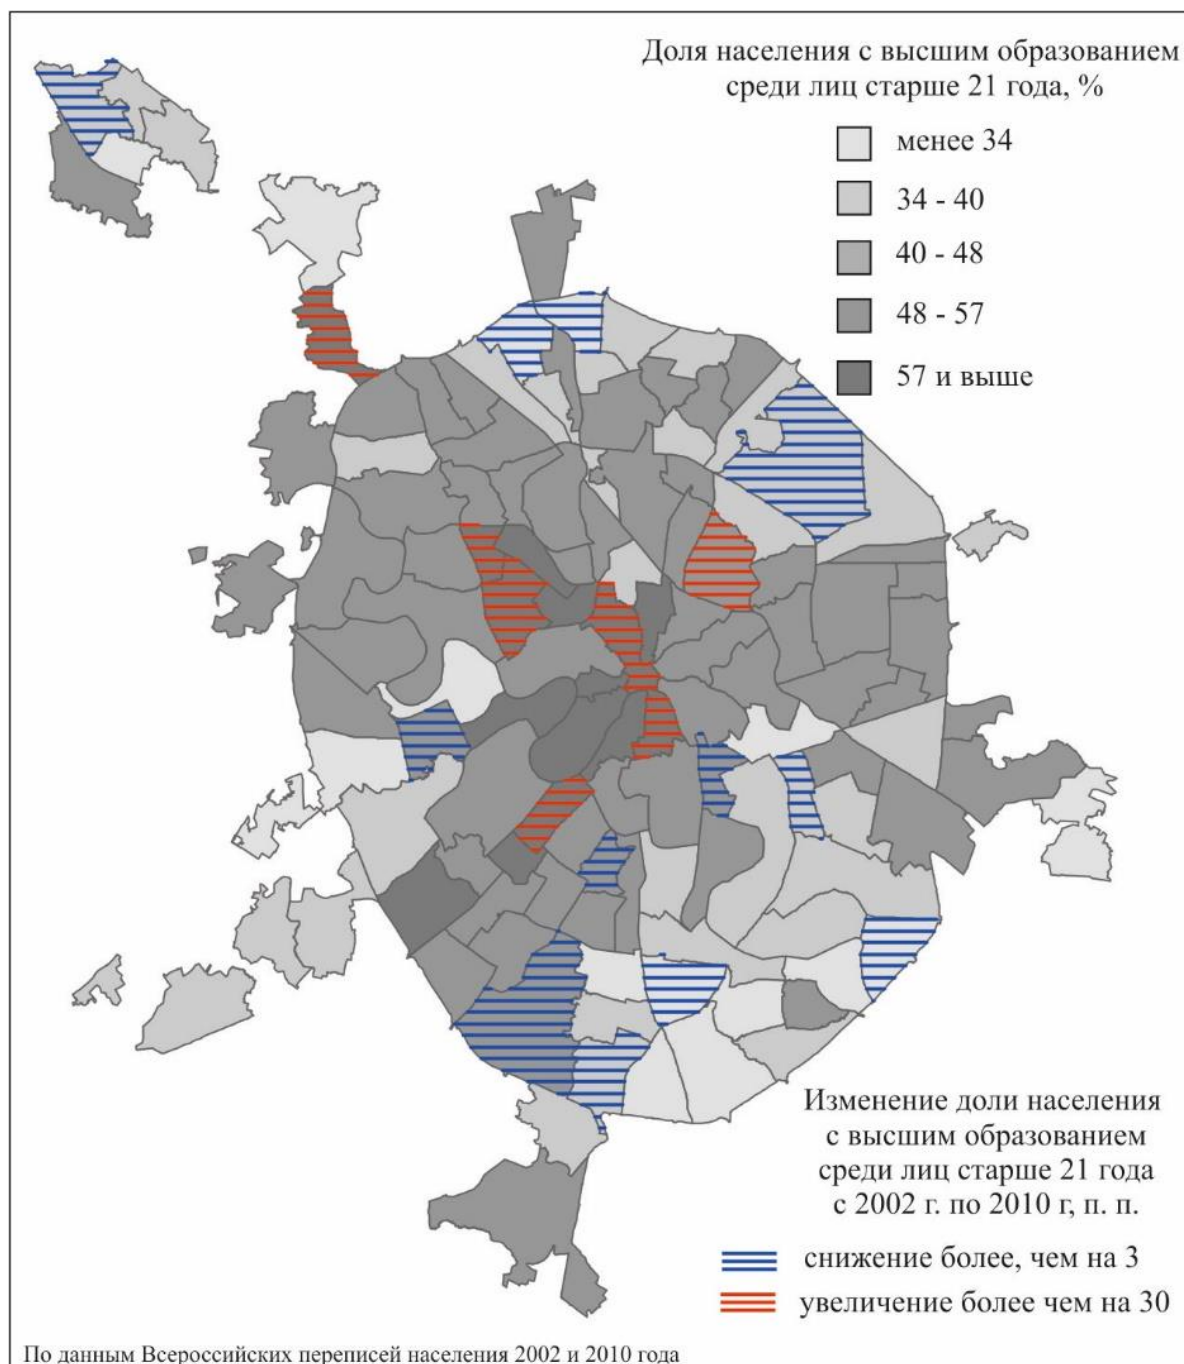 Доля населения с высшим образованием
среди лиц старше 21 года, %
менее 34
34 - 40
40 - 48
48 - 57
57 и выше
Изменение доли населения
с высшим образованием
среди лиц старше 21 года
с 2002 г. по 2010 г, п. п.
снижение более, чем на 3
увеличение более чем на 30
По данным Всероссийских переписей населения 2002 и 2010 года